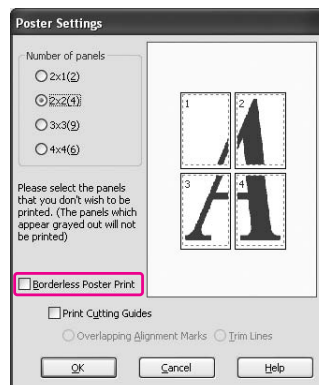 Poster Settings
Number of panels
2x1(2)
2x2(4)
3x3(9)
4x4(6)
1
2
3
4
Please select the panels
that you don't wish to be
printed. (The panels which
appear grayed out will not
be printed)
Borderless Poster Print
Print Cutting Guides
Overlapping Alignment Marks
Trim Lines
OK
Cancel
Help